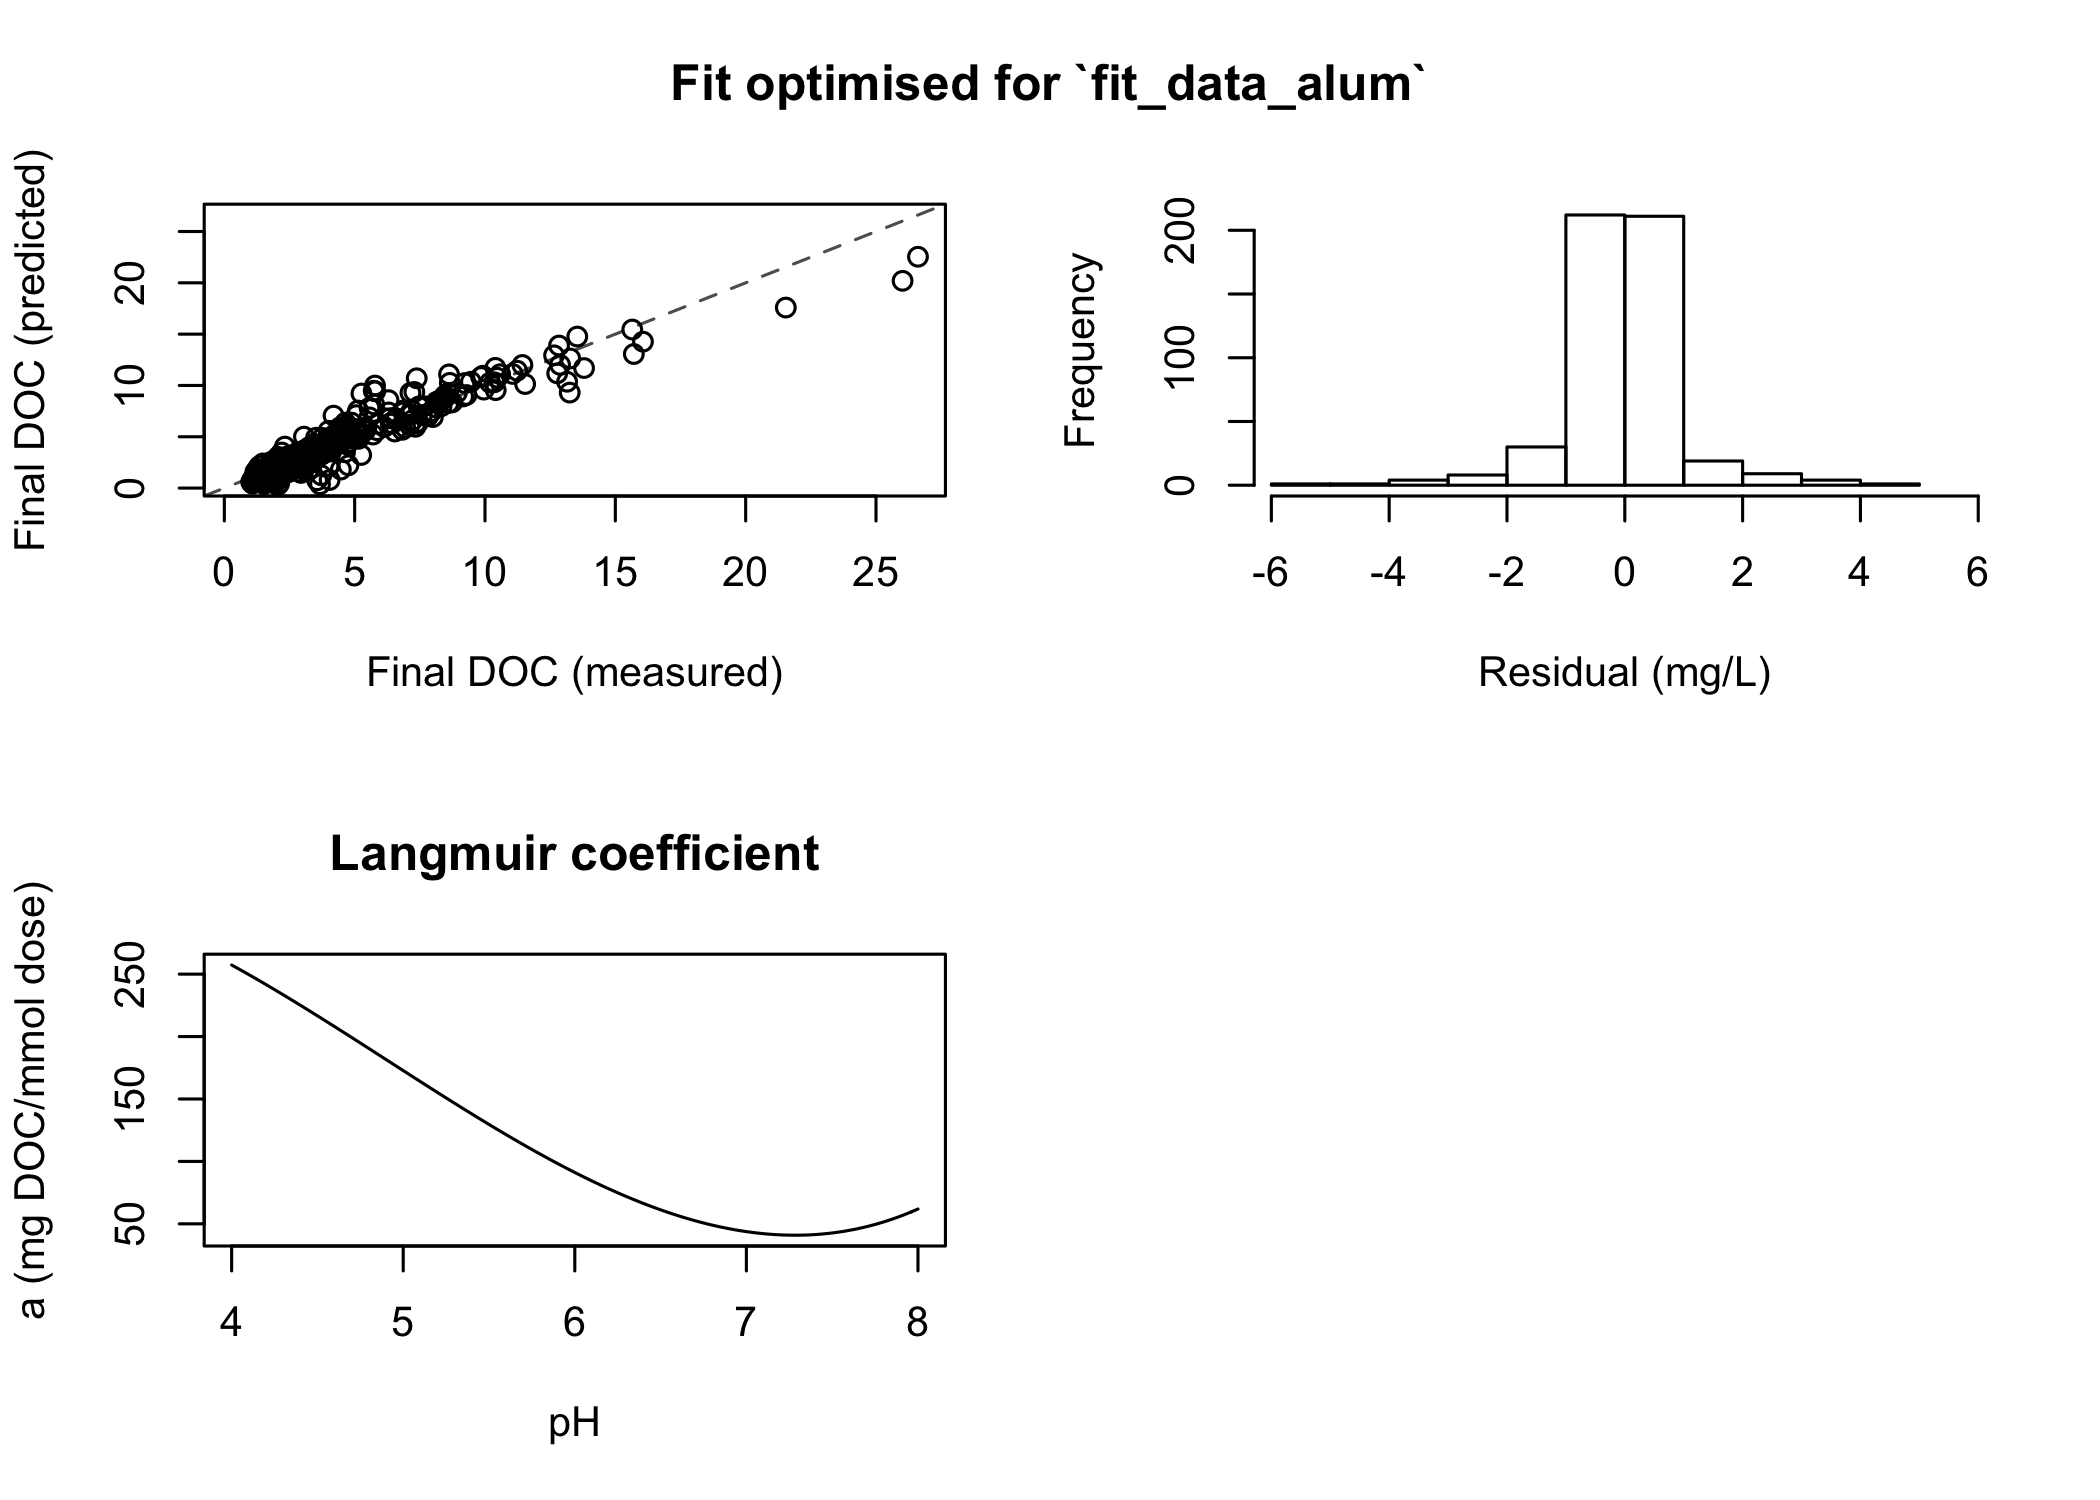 Fit optimised for `fit_data_alum`
Final DOC (predicted)
0 10 20
0 5 10 15 20 25
Final DOC (measured)
Frequency
0 100 200
-6 -4 -2 0 2 4 6
Residual (mg/L)
Langmuir coefficient
a (mg DOC/mmol dose)
50 150 250
4 5 6 7 8
pH